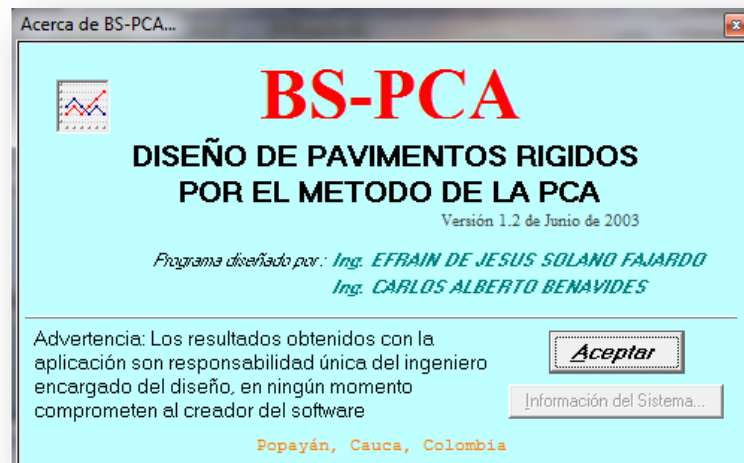 Acerca de BS-PCA...
BS-PCA
DISEÑO DE PAVIMENTOS RIGIDOS
POR EL METODO DE LA PCA
Versión 1.2 de Junio de 2003
Programa diseñado por: Ing. EFRAIN DE JESUS SOLANO FAJARDO
Ing. CARLOS ALBERTO BENAVIDES
Advertencia: Los resultados obtenidos con la
aplicación son responsabilidad única del ingeniero
encargado del diseño, en ningún momento
comprometen al creador del software
Aceptar
Información del Sistema...
Popayán, Cauca, Colombia